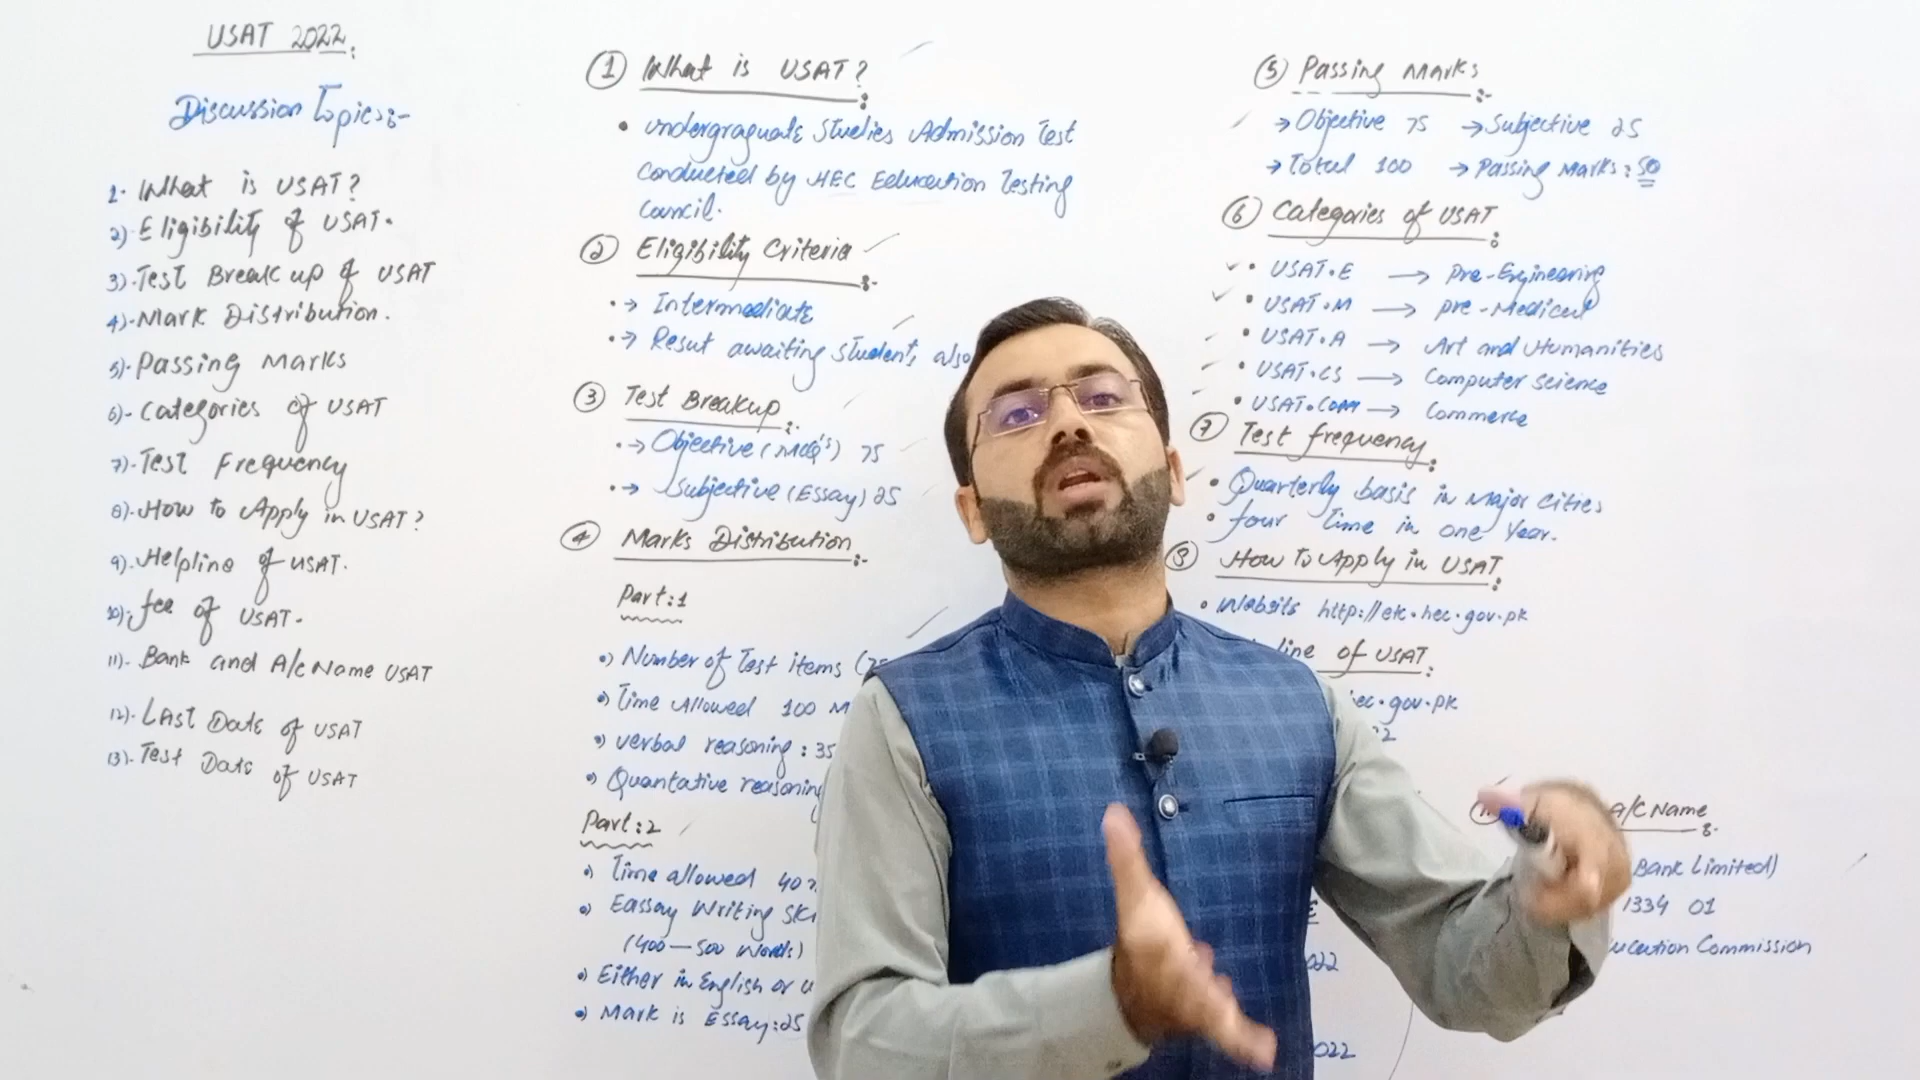 USAT 2022:
Discussion Topics:-
1- What is USAT?
2) Eligibility of USAT.
3)-Test Break up of USAT
4)-Mark Distribution.
5)-Passing Marks
6)- Categories of USAT
7)-Test Frequency
8)-How to Apply in USAT?
9)-Helpline of USAT.
10)-fee of USAT-
11)- Bank and A/c Name USAT
12)- Last Date of USAT
13)- Test Date of USAT
① What is USAT?:
• Undergraguate Studies Admission Test
Conducted by HEC Education Testing
Council.
② Eligibility Criteria:-
•→ Intermediate
•→ Resut awaiting student, also
③ Test Breakup:-
•→ Objective (MCQ's) 75
•→ Subjective (Essay) 25
④ Marks Distribution:-
Part:1
•) Number of Test items
•) Time Allowed 100
•) Verbal reasoning: 35
•) Quantative reasoning
Part:2
•) Time allowed 40
•) Eassay Writing
(400—500 Words)
•) Either in English or
•) Mark is Essay:25
⑤ Passing Marks:-
→ Objective 75 → Subjective 25
→ Total 100 → Passing Marks: 50
⑥ Categories of USAT:
• USAT.E → Pre-Engineering
• USAT.M → Pre-Medical
• USAT.A → Art and Humanities
• USAT.CS → Computer Science
• USAT.COM → Commerce
⑦ Test frequency:
• Quarterly basis in Major Cities
• four Time in one Year.
⑧ How to Apply in USAT:
• Website http://etc.hec.gov.pk
line of USAT:
hec.gov.pk
A/c Name:-
Bank Limited)
1334 01
ucation Commission
022
2022